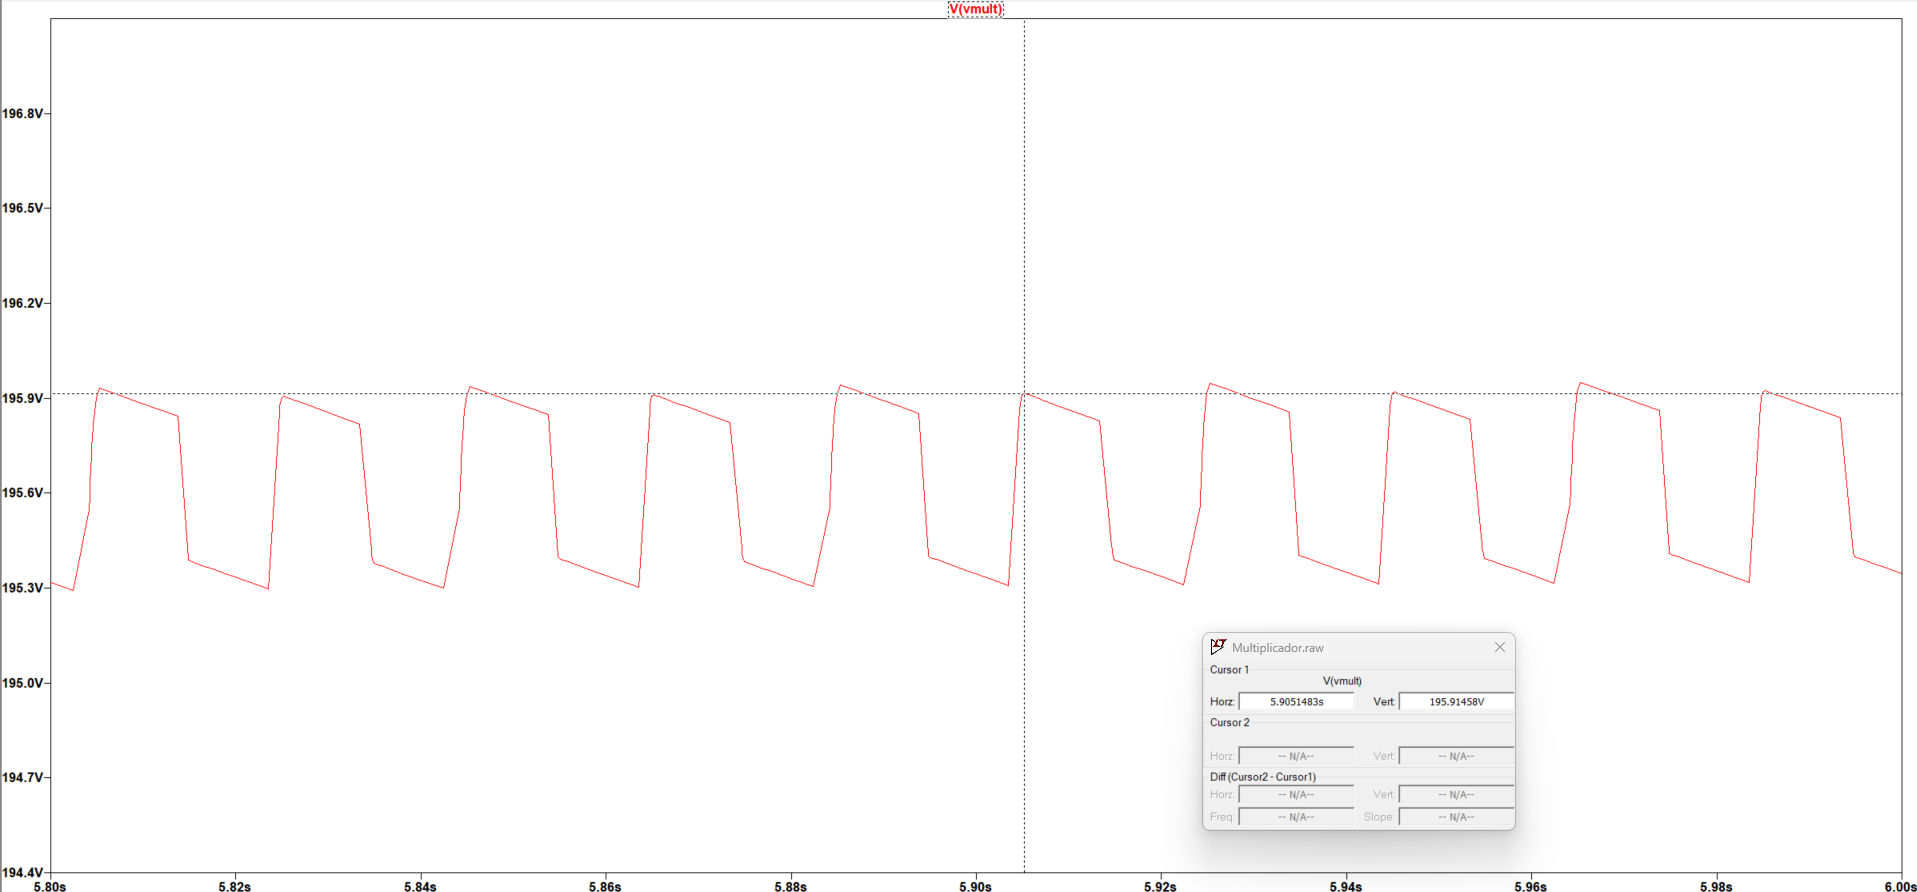 V(vmult)
196.8V
196.5V
196.2V
195.9V
195.6V
195.3V
195.0V
194.7V
194.4V
5.80s 5.82s 5.84s 5.86s 5.88s 5.90s 5.92s 5.94s 5.96s 5.98s 6.00s
Multiplicador.raw
Cursor 1
V(vmult)
Horz: 5.9051483s Vert: 195.91458V
Cursor 2
Horz: -- N/A-- Vert: -- N/A--
Diff (Cursor2 - Cursor1)
Horz: -- N/A-- Vert: -- N/A--
Freq: -- N/A-- Slope: -- N/A--